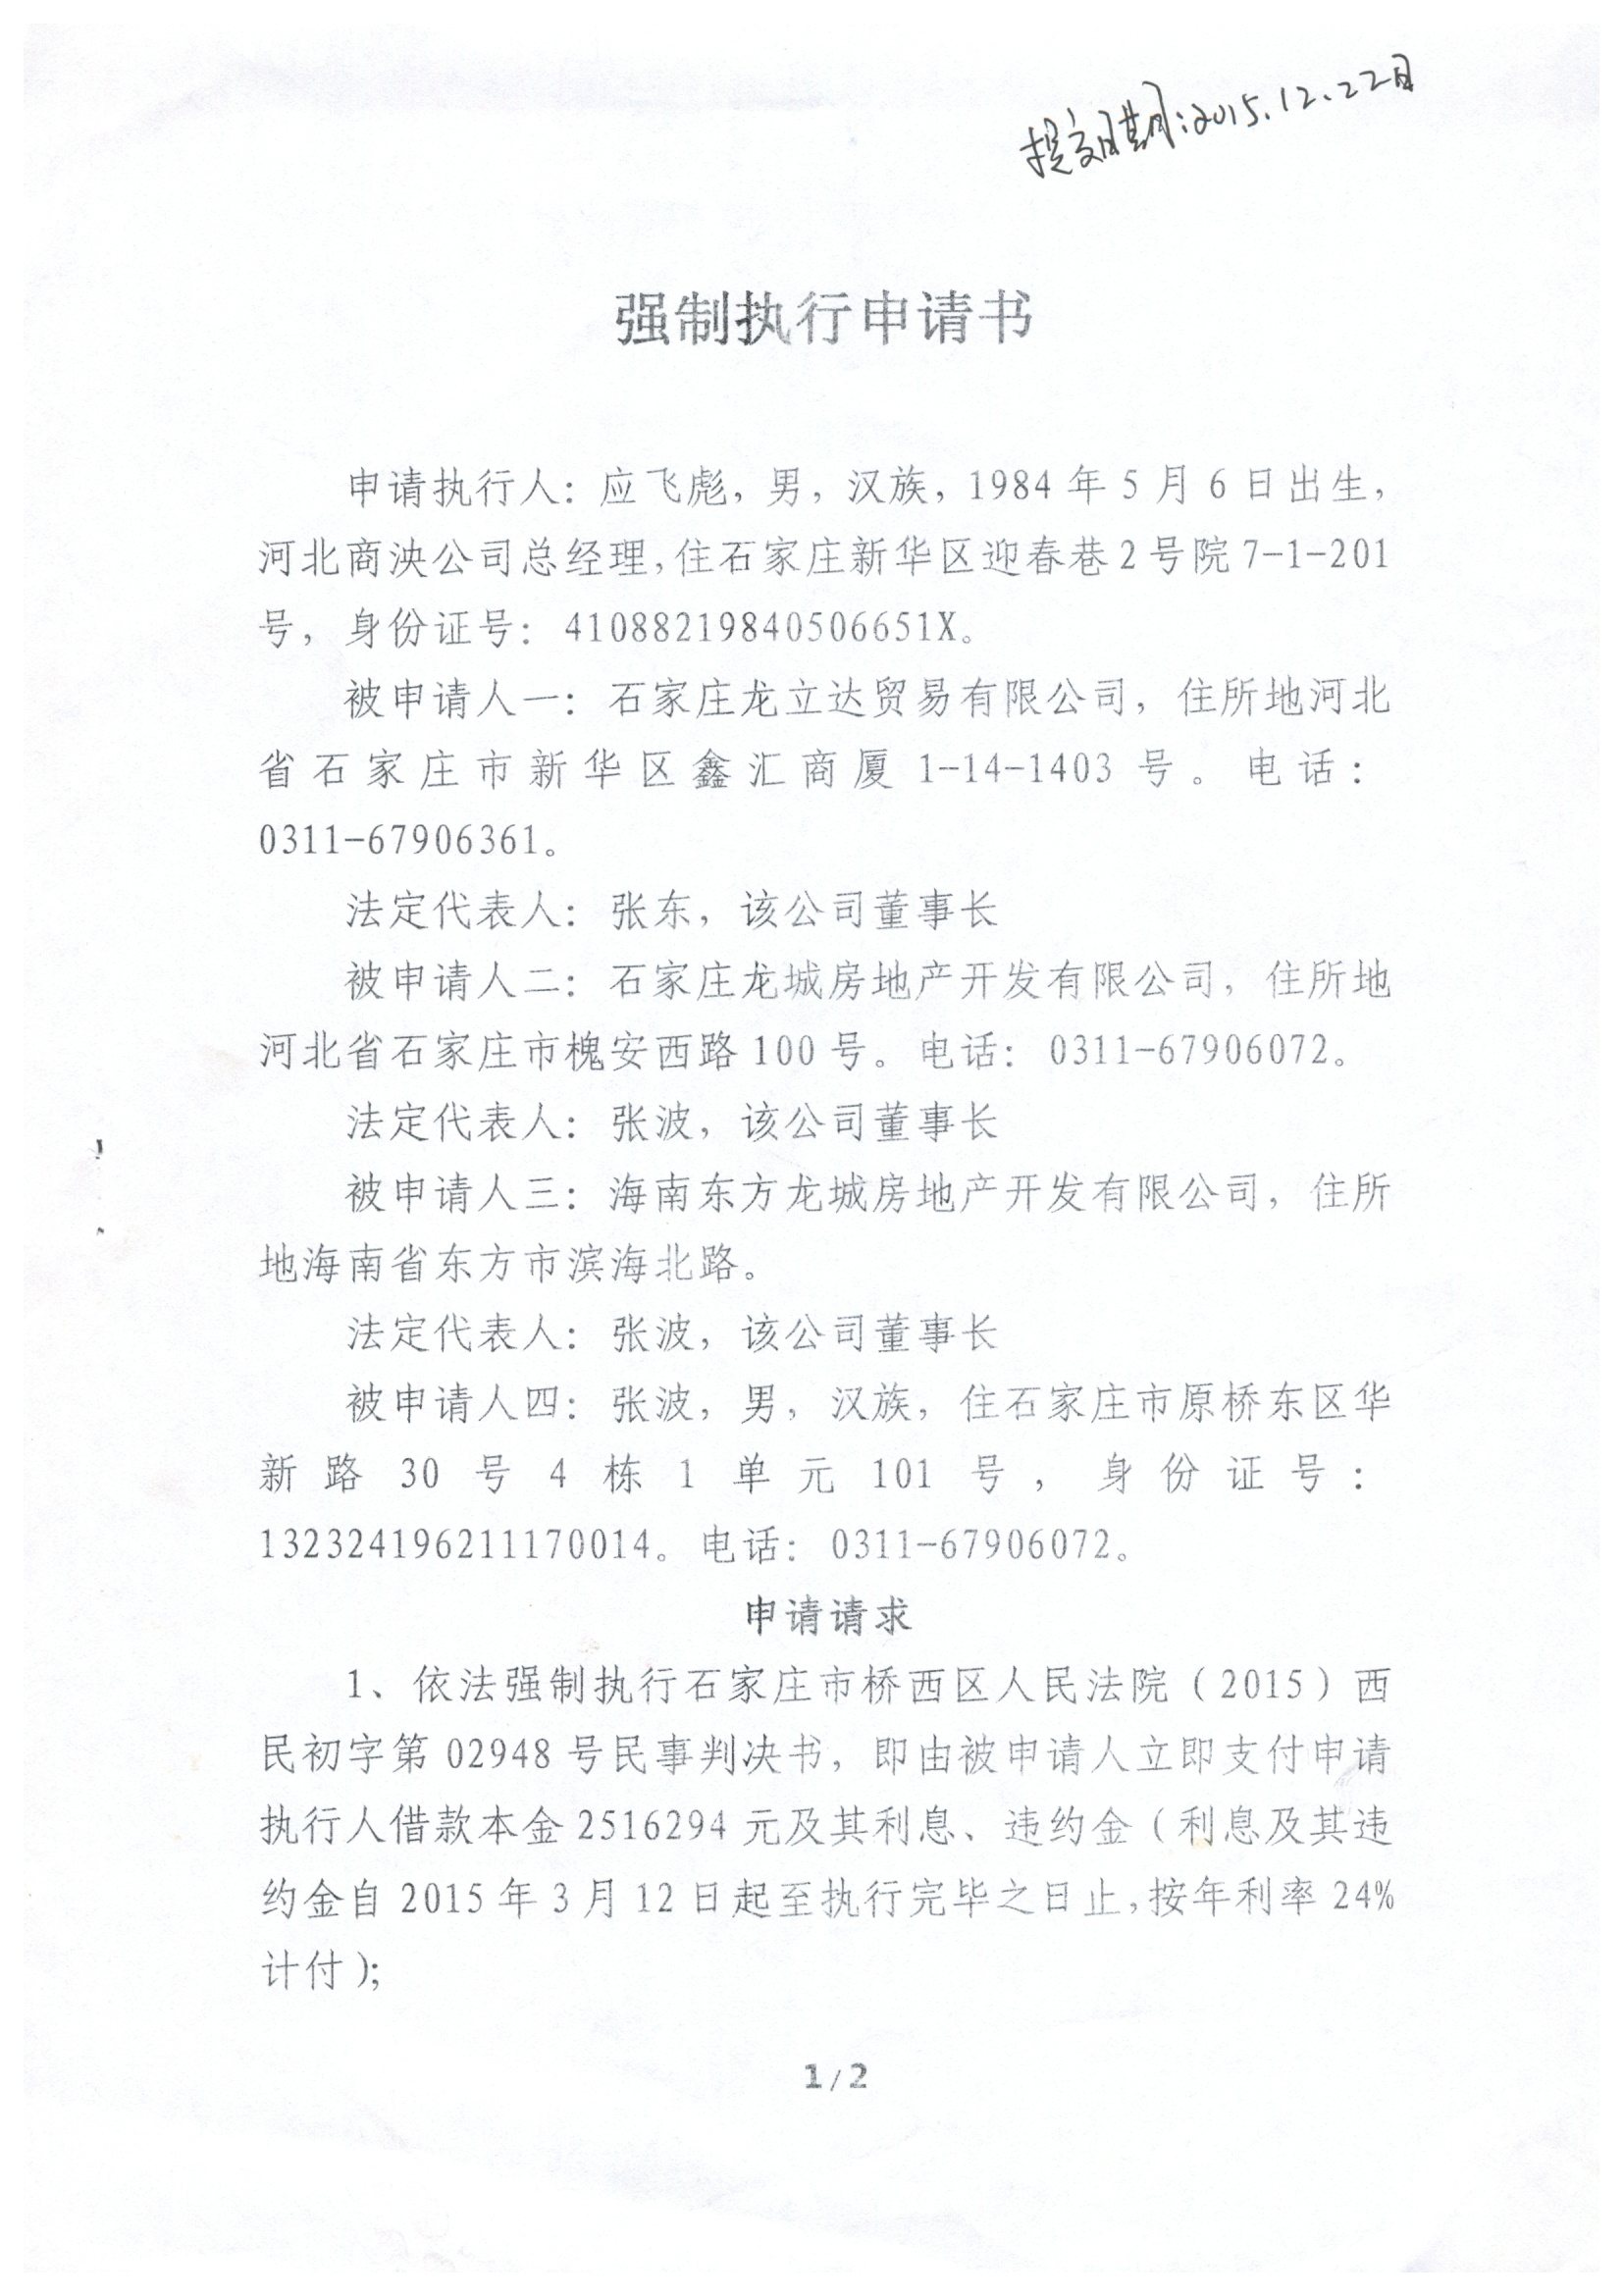 提交日期:2015.12.22日
强制执行申请书
申请执行人：应飞彪，男，汉族，1984年5月6日出生，
河北商泱公司总经理,住石家庄新华区迎春巷2号院7-1-201
号，身份证号：41088219840506651X。
被申请人一：石家庄龙立达贸易有限公司，住所地河北
省石家庄市新华区鑫汇商厦1-14-1403号。电话：
0311-67906361。
法定代表人：张东，该公司董事长
被申请人二：石家庄龙城房地产开发有限公司，住所地
河北省石家庄市槐安西路100号。电话：0311-67906072。
法定代表人：张波，该公司董事长
被申请人三：海南东方龙城房地产开发有限公司，住所
地海南省东方市滨海北路。
法定代表人：张波，该公司董事长
被申请人四：张波，男，汉族，住石家庄市原桥东区华
新路30号4栋1单元101号，身份证号：
132324196211170014。电话：0311-67906072。
申请请求
1、依法强制执行石家庄市桥西区人民法院（2015）西
民初字第02948号民事判决书，即由被申请人立即支付申请
执行人借款本金2516294元及其利息、违约金（利息及其违
约金自2015年3月12日起至执行完毕之日止,按年利率24%
计付);
1/2